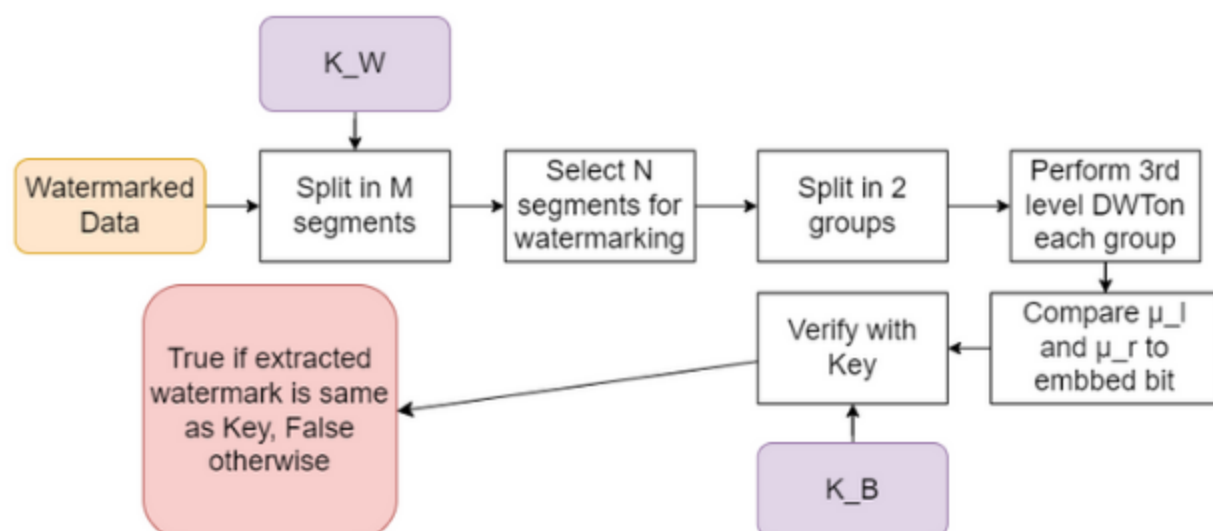 K_W
Watermarked
Data
Split in M
segments
Select N
segments for
watermarking
Split in 2
groups
Perform 3rd
level DWTon
each group
Compare μ_l
and μ_r to
embbed bit
Verify with
Key
K_B
True if extracted
watermark is same
as Key, False
otherwise